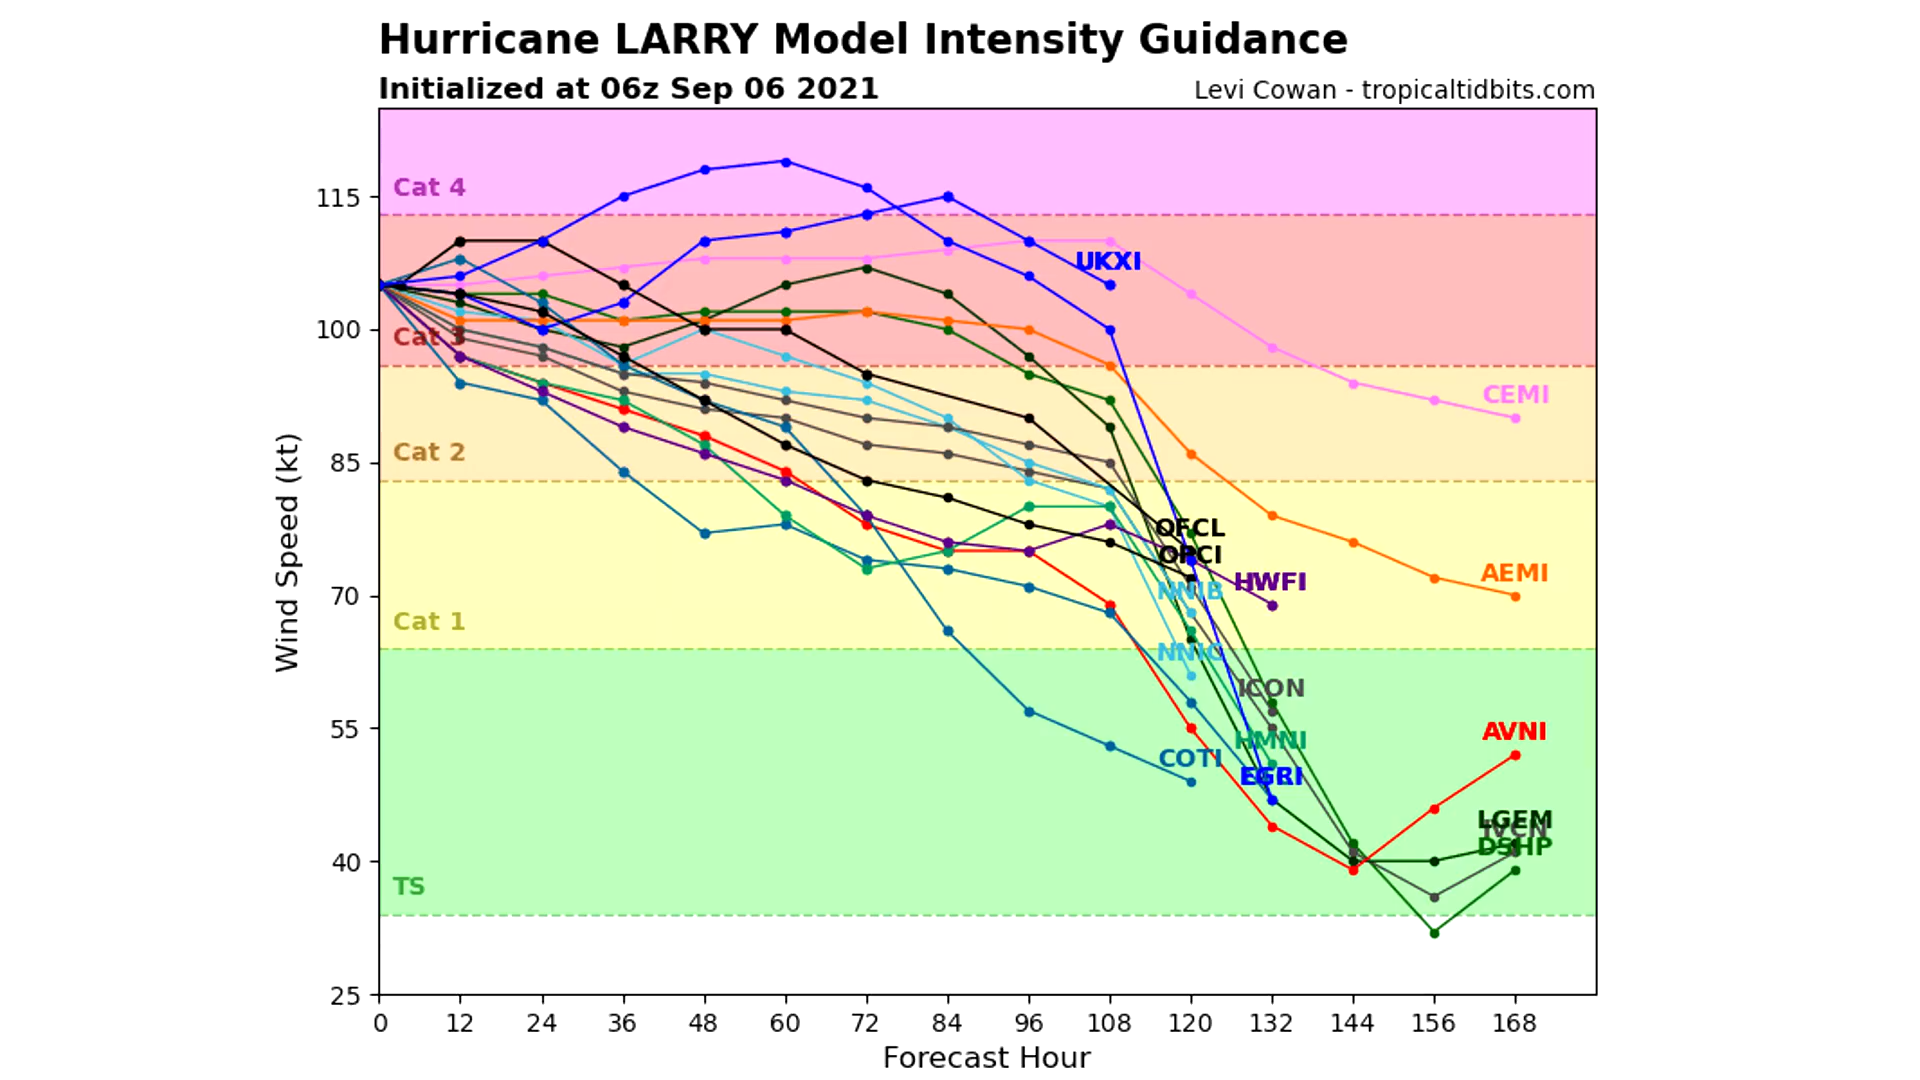 Hurricane LARRY Model Intensity Guidance
Initialized at 06z Sep 06 2021
Levi Cowan - tropicaltidbits.com
Cat 4
115
UKXI
100
Cat 3
CEMI
Cat 2
85
OFCL
OPCI
AEMI
HWFI
NNIB
70
Cat 1
NNIC
ICON
AVNI
55
HMNI
COTI
EGRI
LGEM
IVCN
DSHP
40
TS
25
0 12 24 36 48 60 72 84 96 108 120 132 144 156 168
Wind Speed (kt)
Forecast Hour